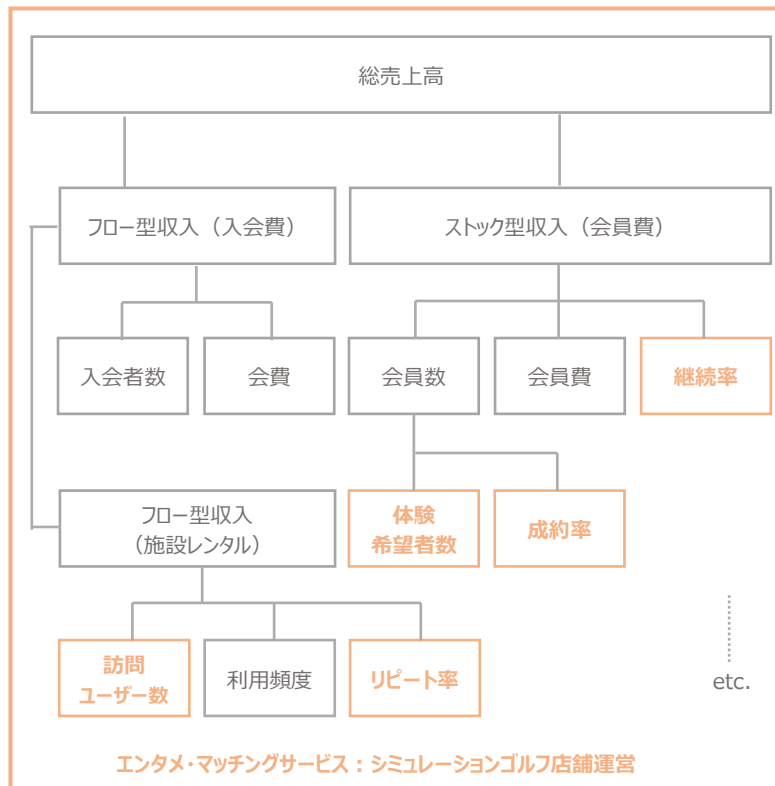 総売上高
フロー型収入（入会費）
ストック型収入（会員費）
入会者数
会費
会員数
会員費
継続率
フロー型収入
（施設レンタル）
体験
希望者数
成約率
訪問
ユーザー数
利用頻度
リピート率
etc.
エンタメ・マッチングサービス：シミュレーションゴルフ店舗運営